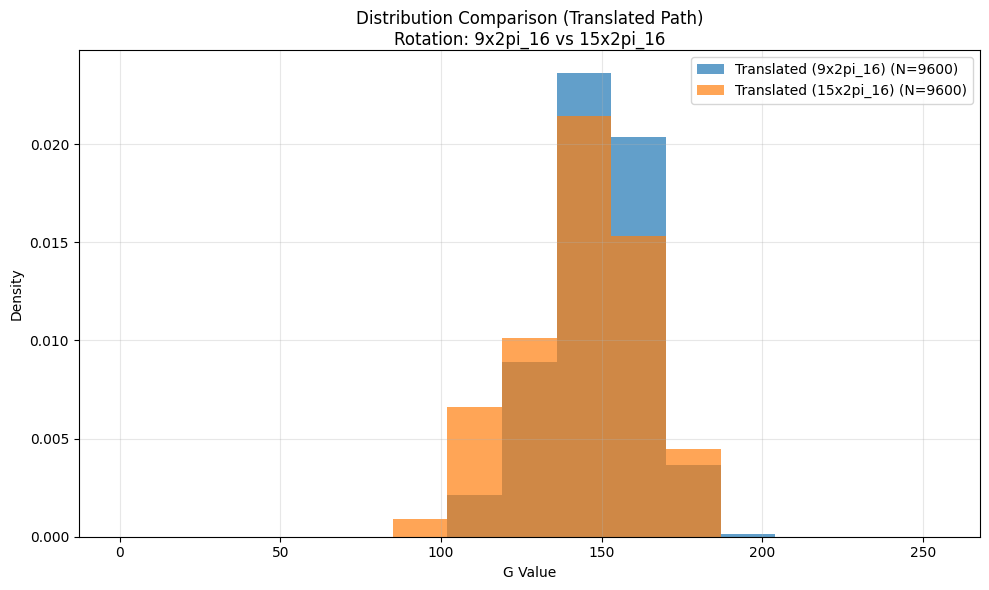 Distribution Comparison (Translated Path)
Rotation: 9x2pi_16 vs 15x2pi_16
Translated (9x2pi_16) (N=9600)
Translated (15x2pi_16) (N=9600)
0.020
0.015
0.010
0.005
0.000
Density
0 50 100 150 200 250
G Value